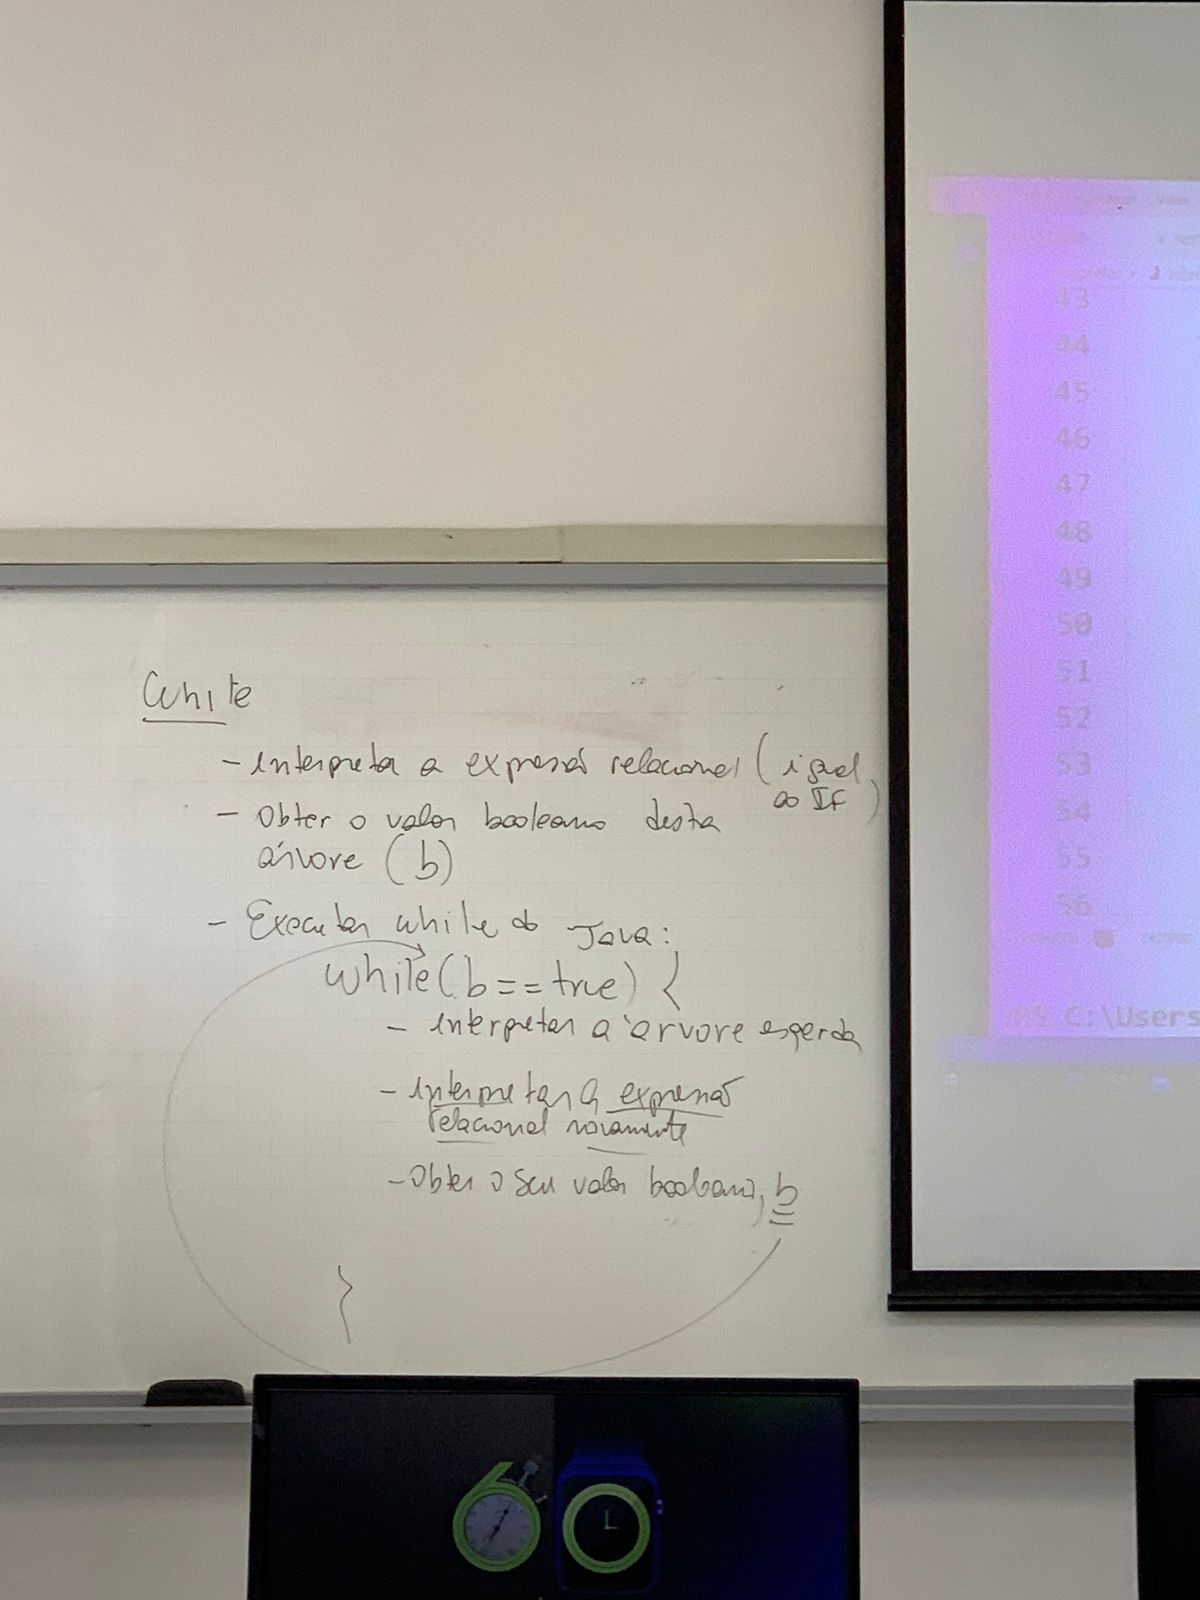 While
- Interpreta a expressão relacional (igual
ao IF)
- Obter o valor booleano desta
árvore (b)
- Executar while do Java:
while(b==true) {
- Interpretar a árvore esquerda
- Interpretar a expressão
relacional novamente
- Obter o seu valor booleano, b
}
43
44
45
46
47
48
49
50
51
52
53
54
55
56
PS C:\Users